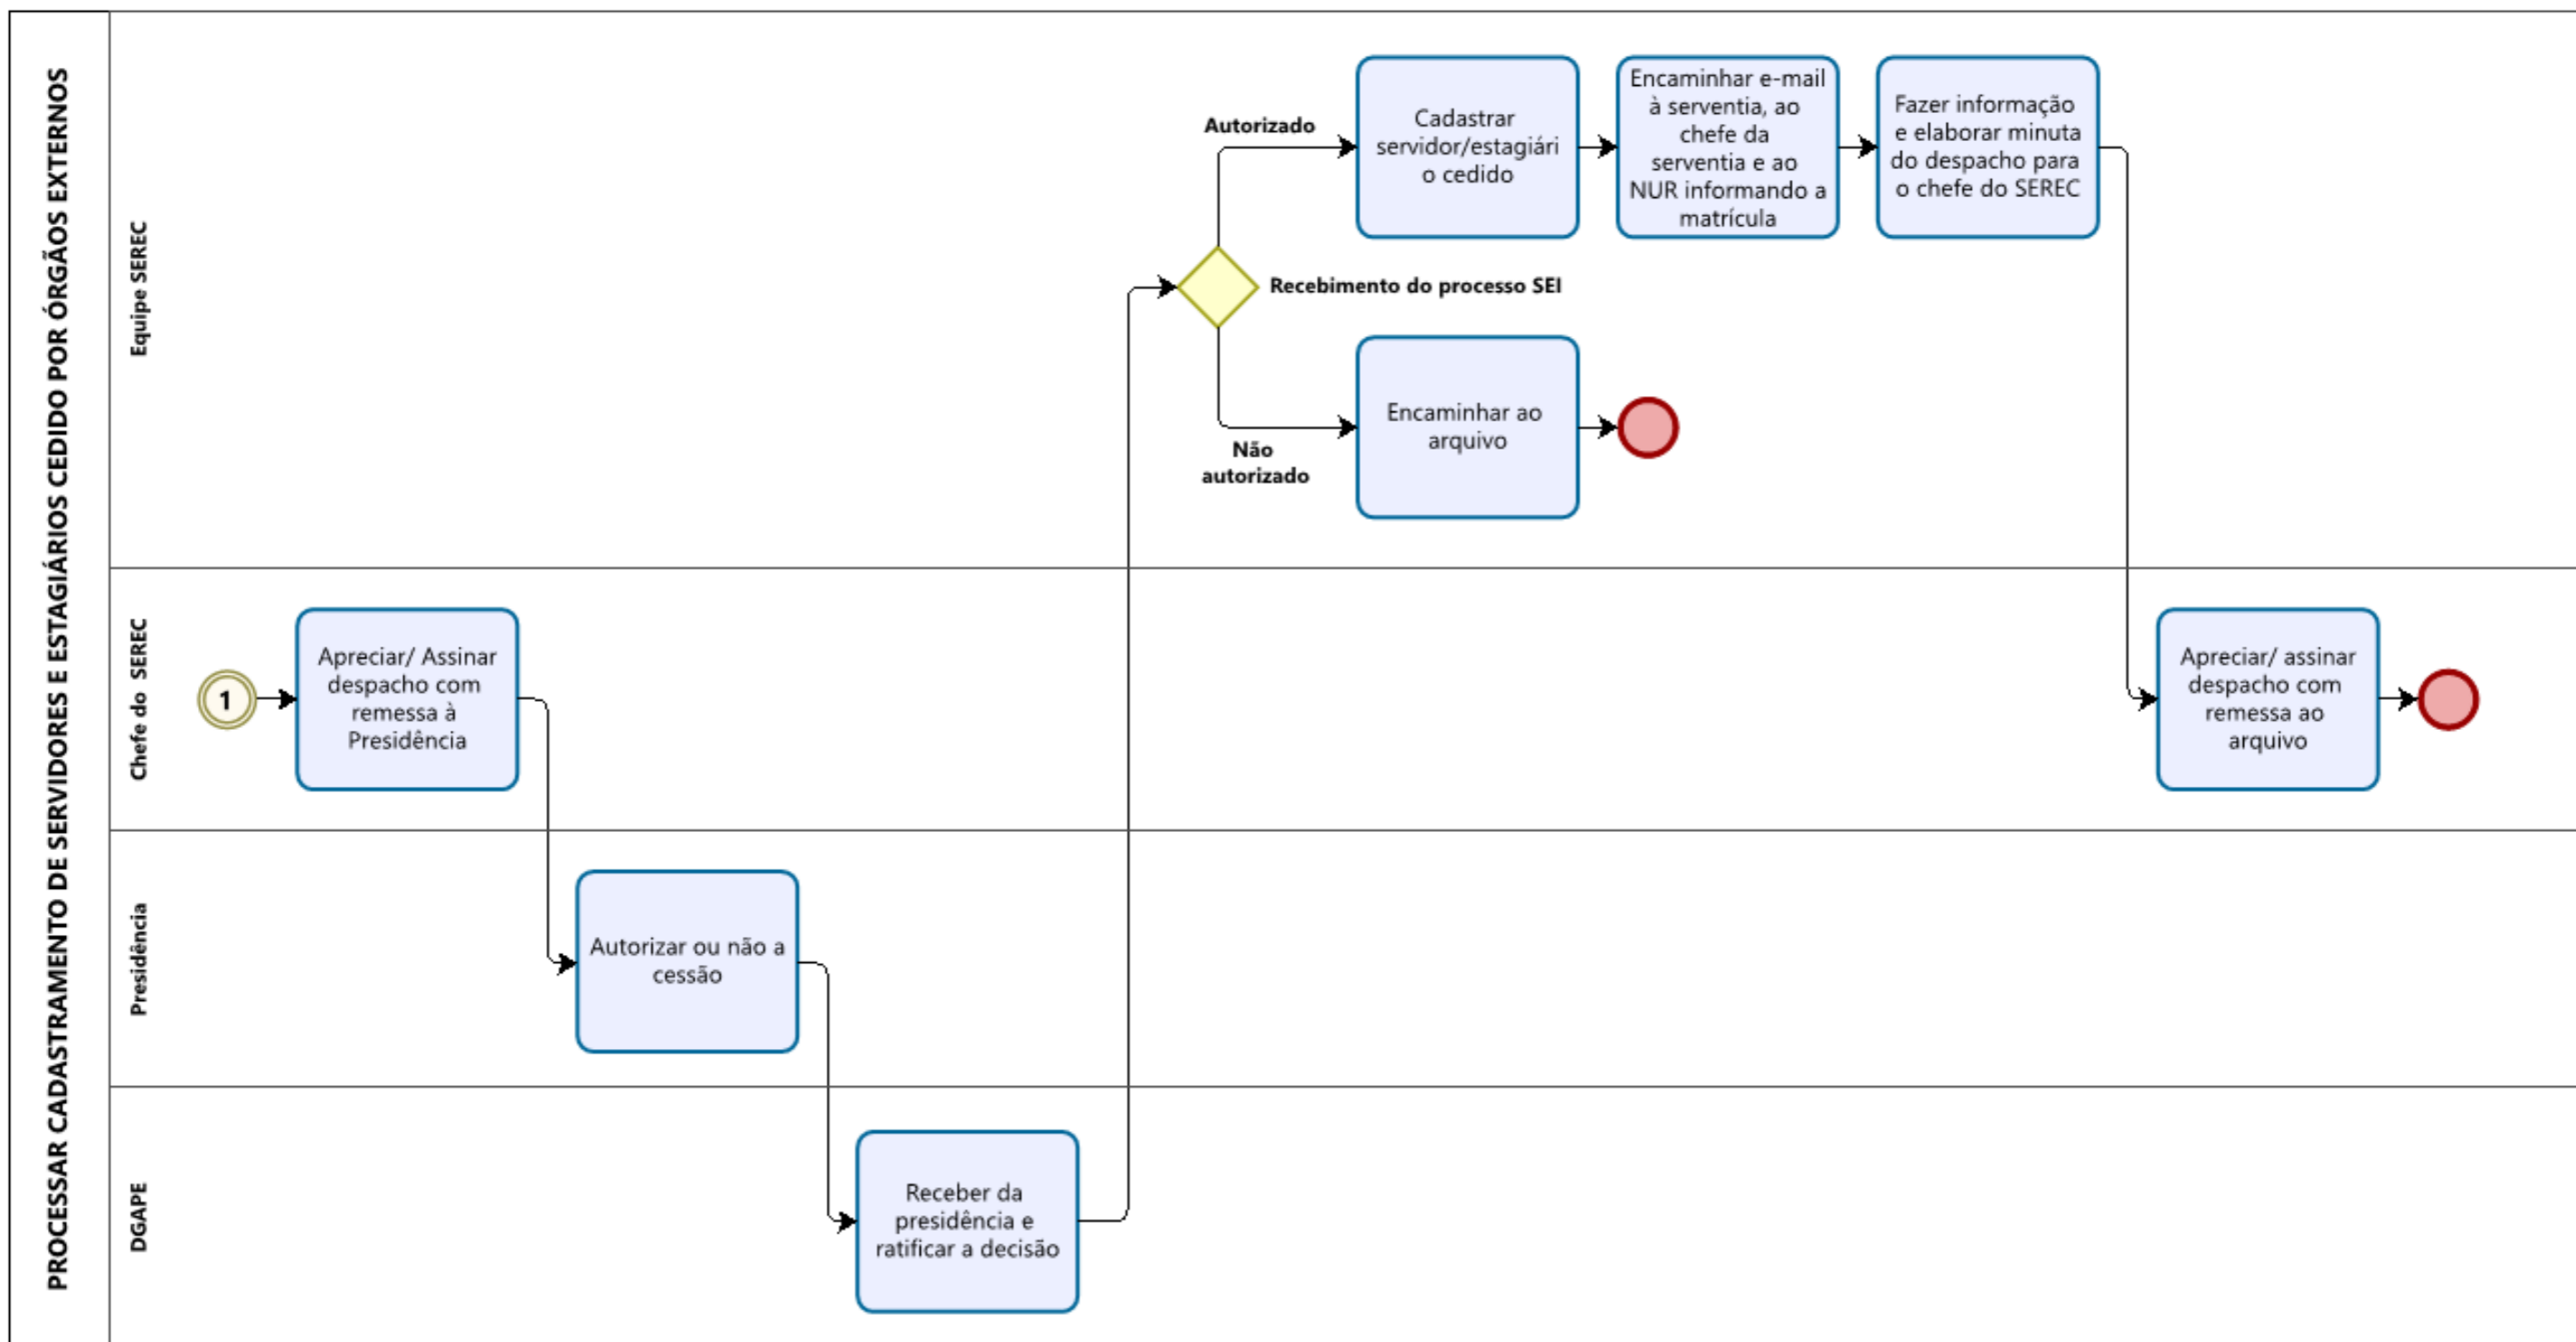 PROCESSAR CADASTRAMENTO DE SERVIDORES E ESTAGIÁRIOS CEDIDO POR ÓRGÃOS EXTERNOS
Equipe SEREC
Autorizado
Cadastrar
servidor/estagiári
o cedido
Encaminhar e-mail
à serventia, ao
chefe da
serventia e ao
NUR informando a
matrícula
Fazer informação
e elaborar minuta
do despacho para
o chefe do SEREC
Recebimento do processo SEI
Não
autorizado
Encaminhar ao
arquivo
Chefe do SEREC
1
Apreciar/ Assinar
despacho com
remessa à
Presidência
Apreciar/ assinar
despacho com
remessa ao
arquivo
Presidência
Autorizar ou não a
cessão
DGAPE
Receber da
presidência e
ratificar a decisão